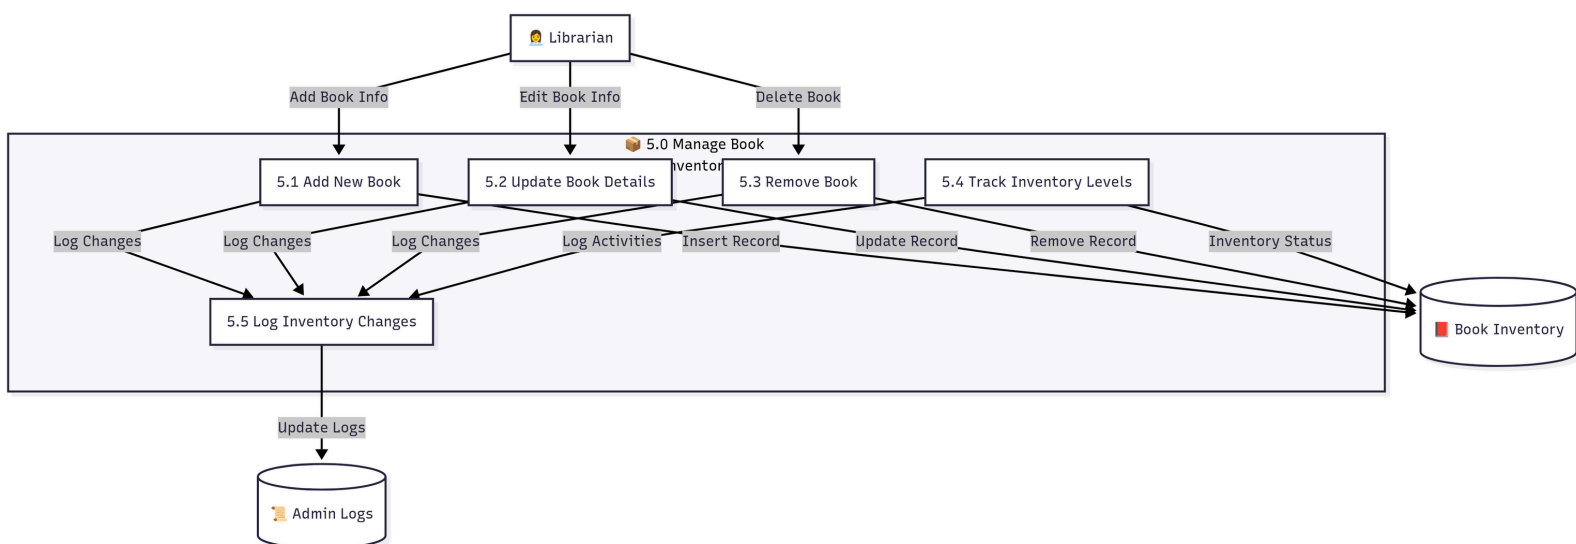 Librarian
Add Book Info
Edit Book Info
Delete Book
5.0 Manage Book
Inventory
5.1 Add New Book
5.2 Update Book Details
5.3 Remove Book
5.4 Track Inventory Levels
Log Changes
Log Changes
Log Changes
Log Activities
Insert Record
Update Record
Remove Record
Inventory Status
5.5 Log Inventory Changes
Book Inventory
Update Logs
Admin Logs